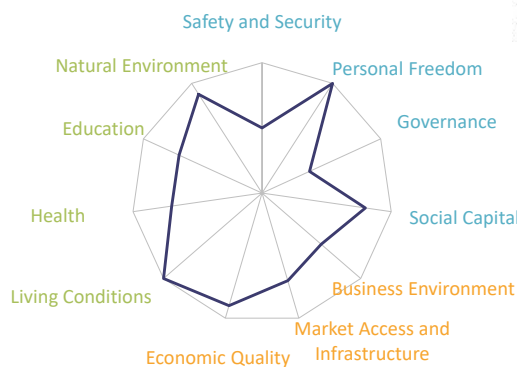 Safety and Security
Natural Environment
Personal Freedom
Education
Governance
Health
Social Capital
Living Conditions
Business Environment
Economic Quality
Market Access and
Infrastructure